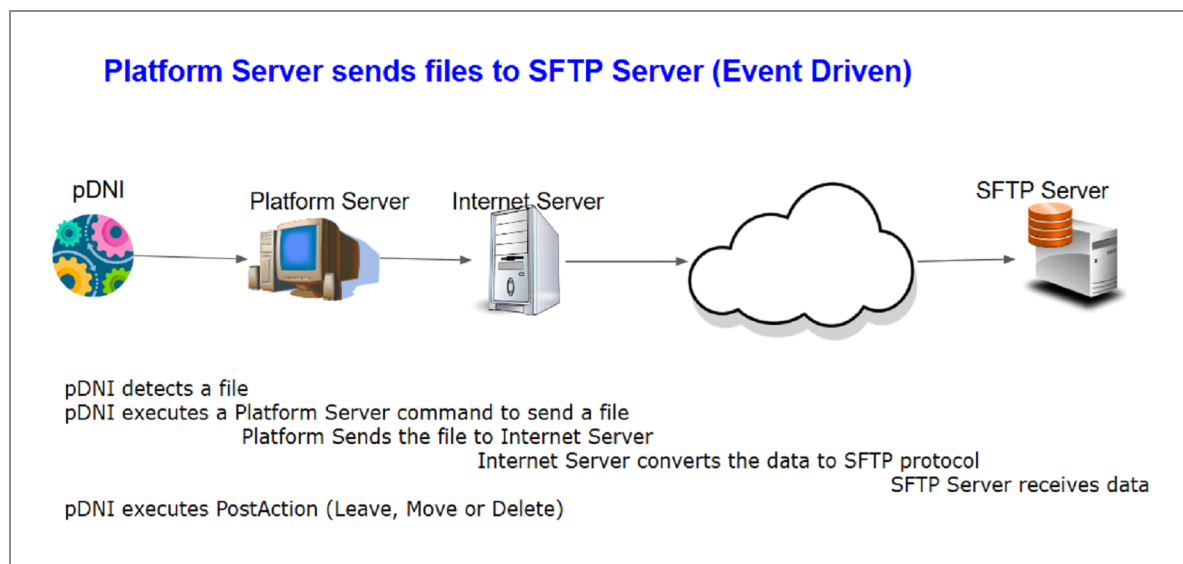 Platform Server sends files to SFTP Server (Event Driven)
pDNI
Platform Server
Internet Server
SFTP Server
pDNI detects a file
pDNI executes a Platform Server command to send a file
Platform Sends the file to Internet Server
Internet Server converts the data to SFTP protocol
SFTP Server receives data
pDNI executes PostAction (Leave, Move or Delete)